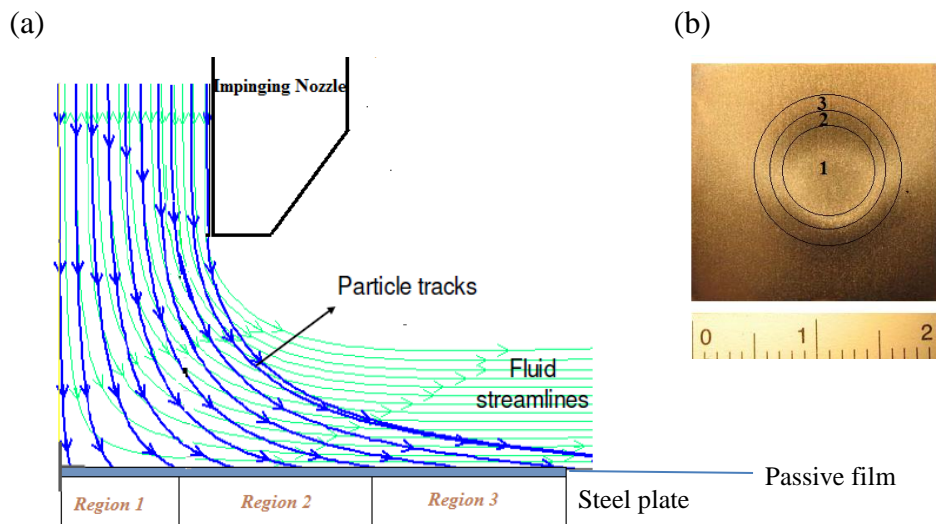 (a)
Impinging Nozzle
Particle tracks
Fluid
streamlines
Region 1
Region 2
Region 3
Steel plate
Passive film
(b)
3
2
1
0 1 2